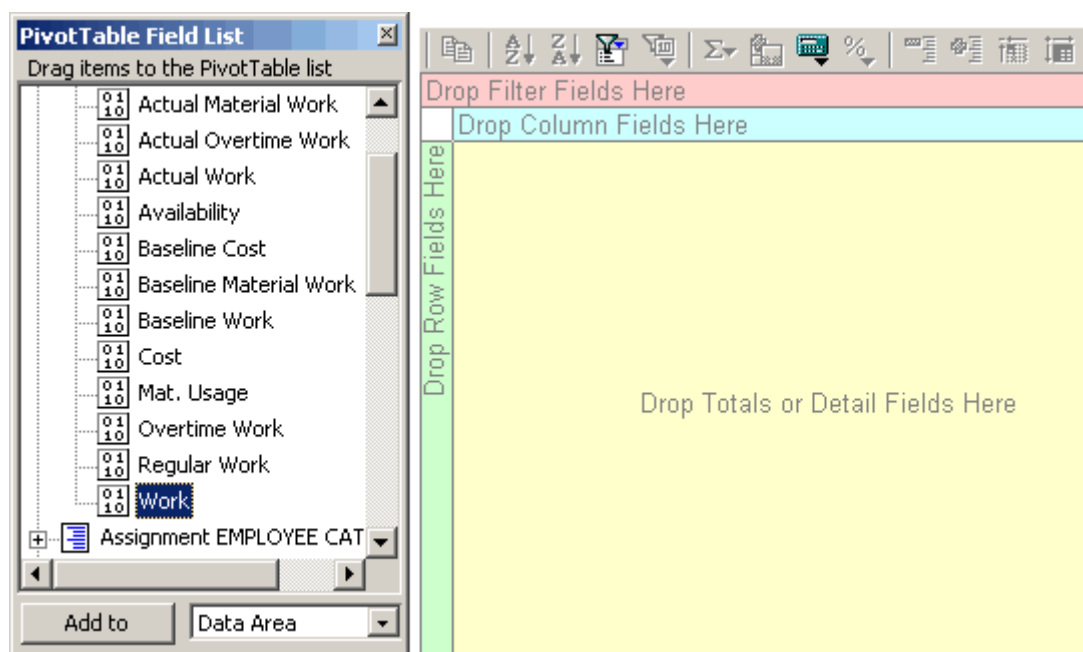 PivotTable Field List
Drag items to the PivotTable list
Actual Material Work
Actual Overtime Work
Actual Work
Availability
Baseline Cost
Baseline Material Work
Baseline Work
Cost
Mat. Usage
Overtime Work
Regular Work
Work
Assignment EMPLOYEE CAT
Add to
Data Area
Drop Filter Fields Here
Drop Column Fields Here
Drop Row Fields Here
Drop Totals or Detail Fields Here